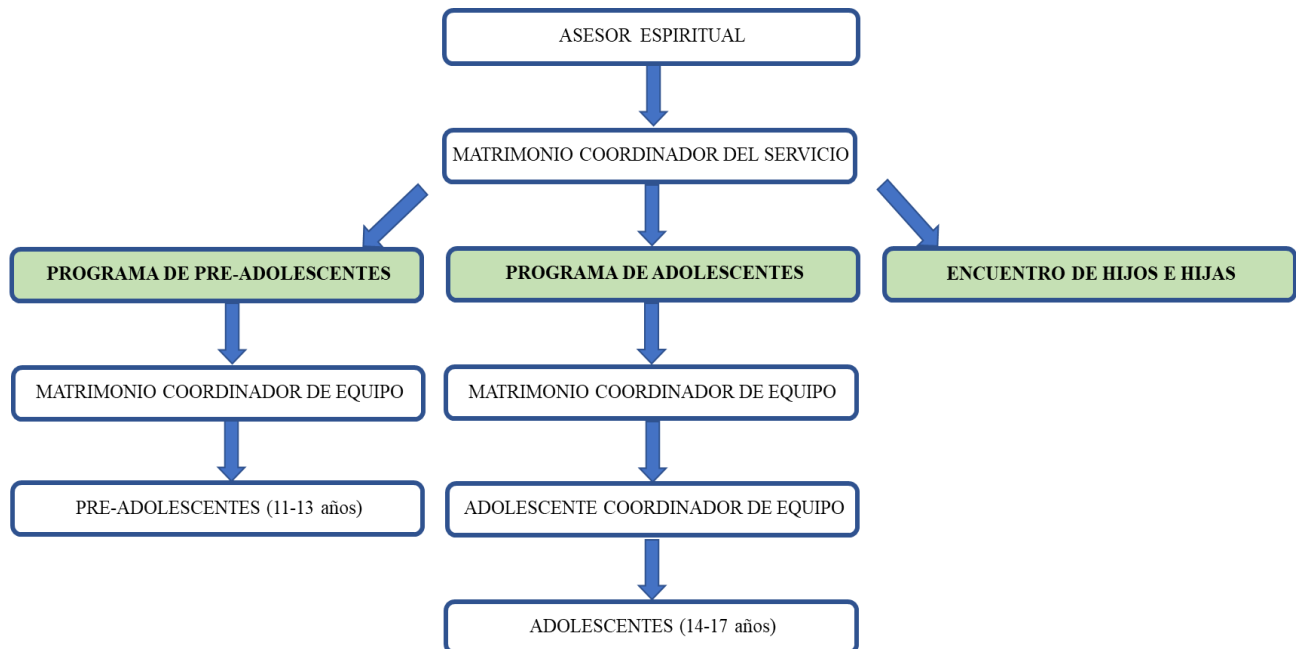 ASESOR ESPIRITUAL
MATRIMONIO COORDINADOR DEL SERVICIO
PROGRAMA DE PRE-ADOLESCENTES
PROGRAMA DE ADOLESCENTES
ENCUENTRO DE HIJOS E HIJAS
MATRIMONIO COORDINADOR DE EQUIPO
MATRIMONIO COORDINADOR DE EQUIPO
PRE-ADOLESCENTES (11-13 años)
ADOLESCENTE COORDINADOR DE EQUIPO
ADOLESCENTES (14-17 años)